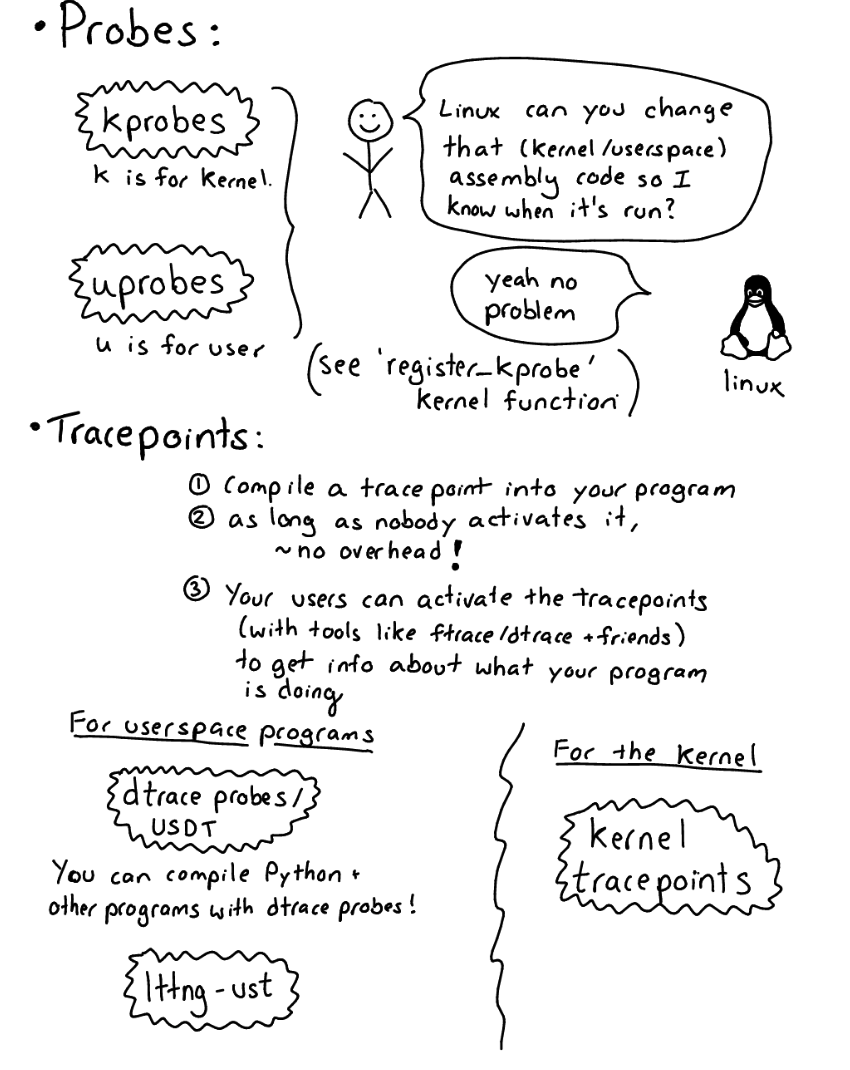 • Probes:
kprobes
k is for kernel.
uprobes
u is for user
Linux can you change
that (kernel/userspace)
assembly code so I
know when it's run?
yeah no
problem
linux
(see 'register_kprobe'
kernel function)
• Tracepoints:
① Compile a tracepoint into your program
② as long as nobody activates it,
~no overhead!
③ Your users can activate the tracepoints
(with tools like ftrace/dtrace + friends)
to get info about what your program
is doing
For userspace programs
dtrace probes/
USDT
You can compile Python +
other programs with dtrace probes!
lttng-ust
For the kernel
kernel
tracepoints